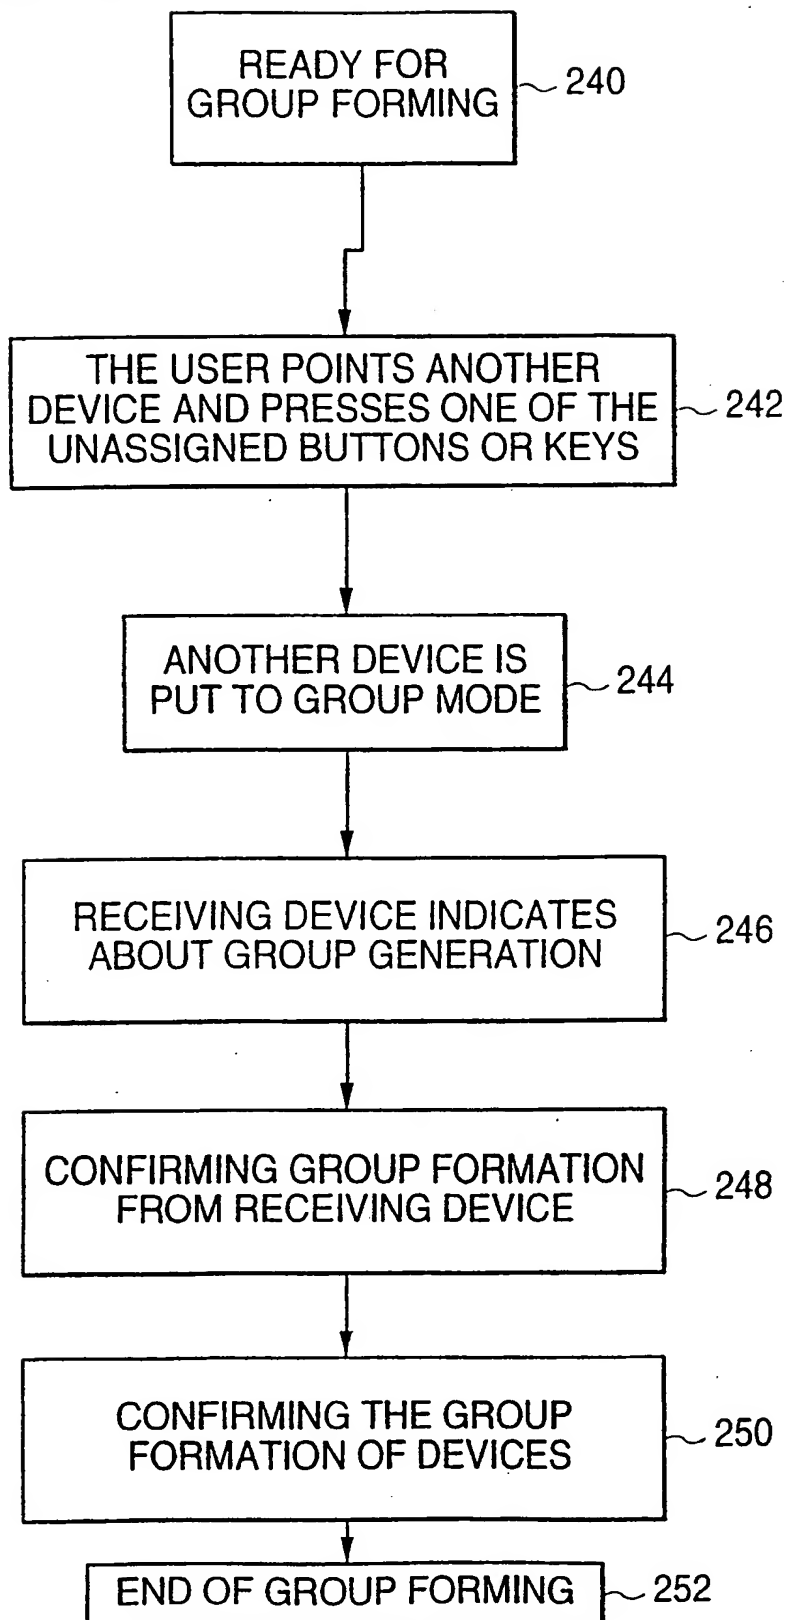 READY FOR
GROUP FORMING
240
THE USER POINTS ANOTHER
DEVICE AND PRESSES ONE OF THE
UNASSIGNED BUTTONS OR KEYS
242
ANOTHER DEVICE IS
PUT TO GROUP MODE
244
RECEIVING DEVICE INDICATES
ABOUT GROUP GENERATION
246
CONFIRMING GROUP FORMATION
FROM RECEIVING DEVICE
248
CONFIRMING THE GROUP
FORMATION OF DEVICES
250
END OF GROUP FORMING
252